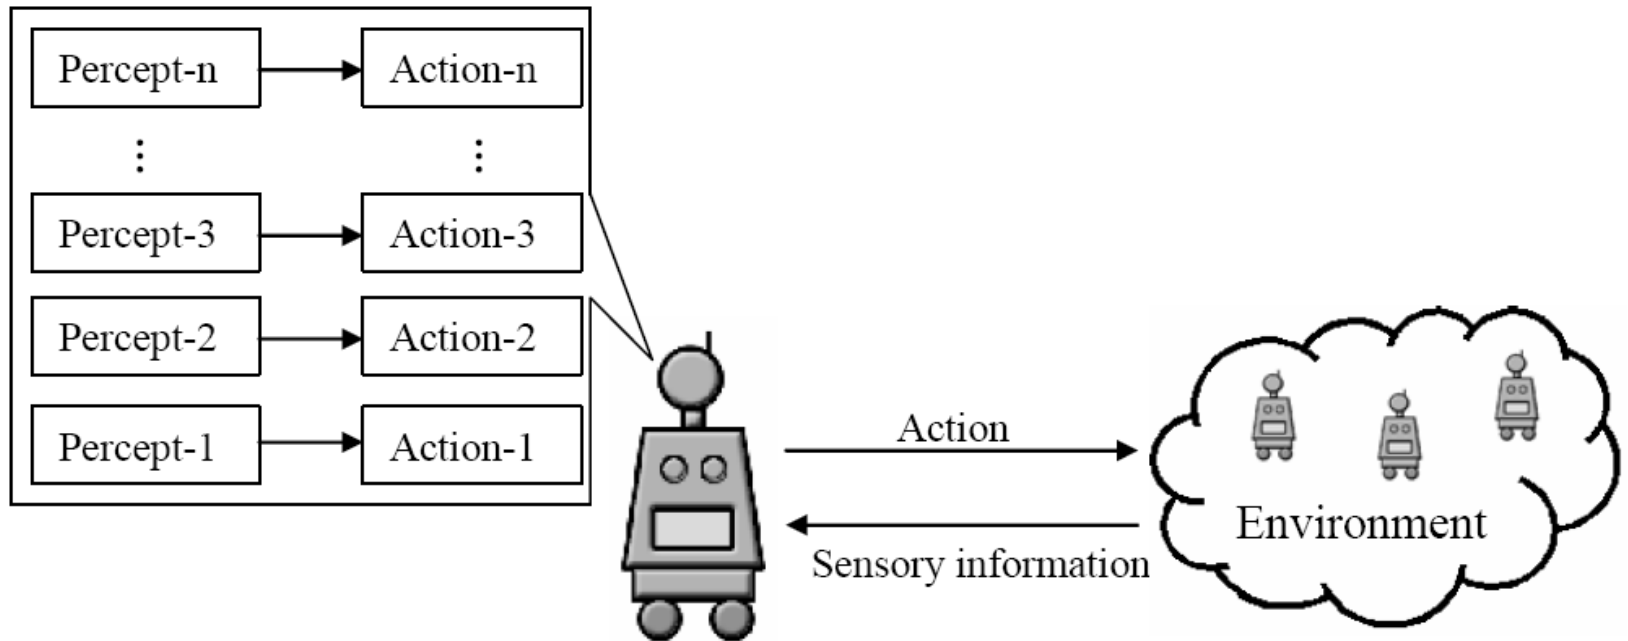 Percept-n Action-n
Percept-3 Action-3
Percept-2 Action-2
Percept-1 Action-1
Action
Sensory information
Environment